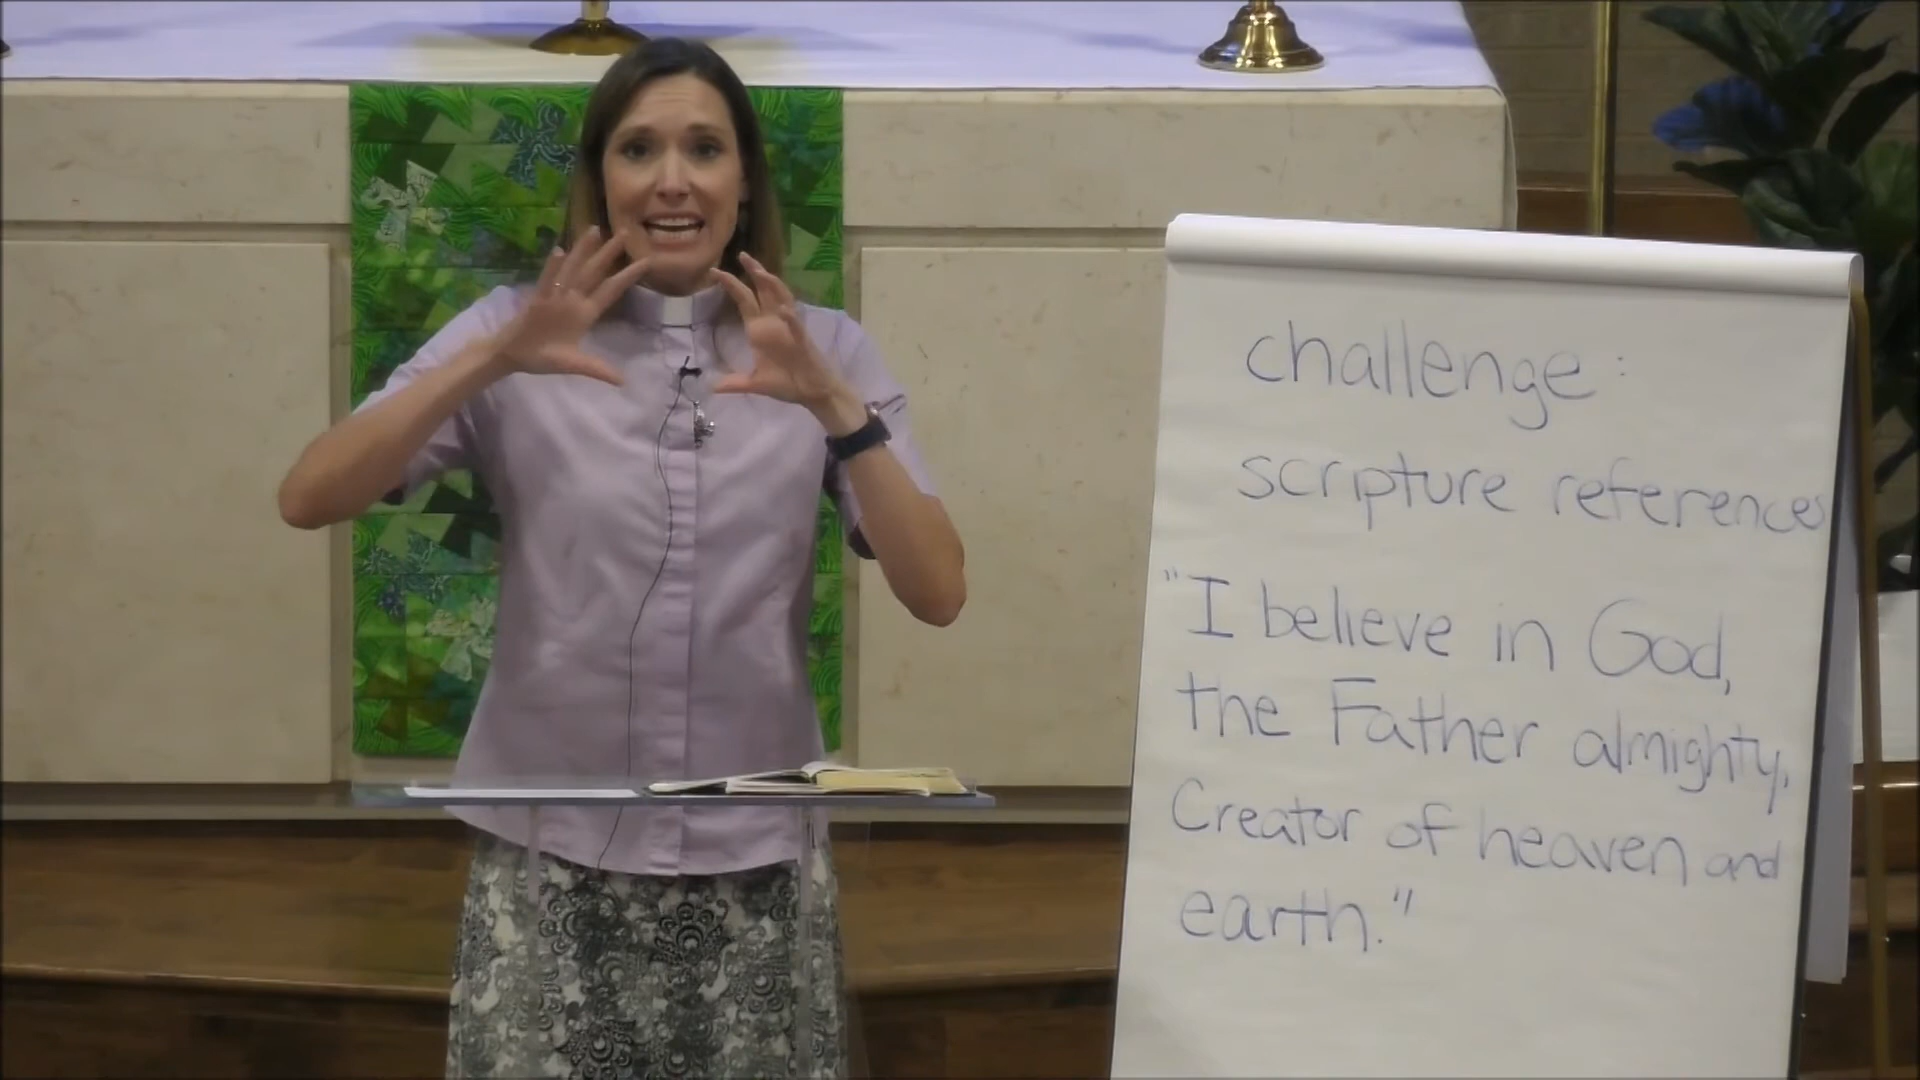 challenge:
scripture references
"I believe in God,
the Father almighty,
Creator of heaven and
earth."